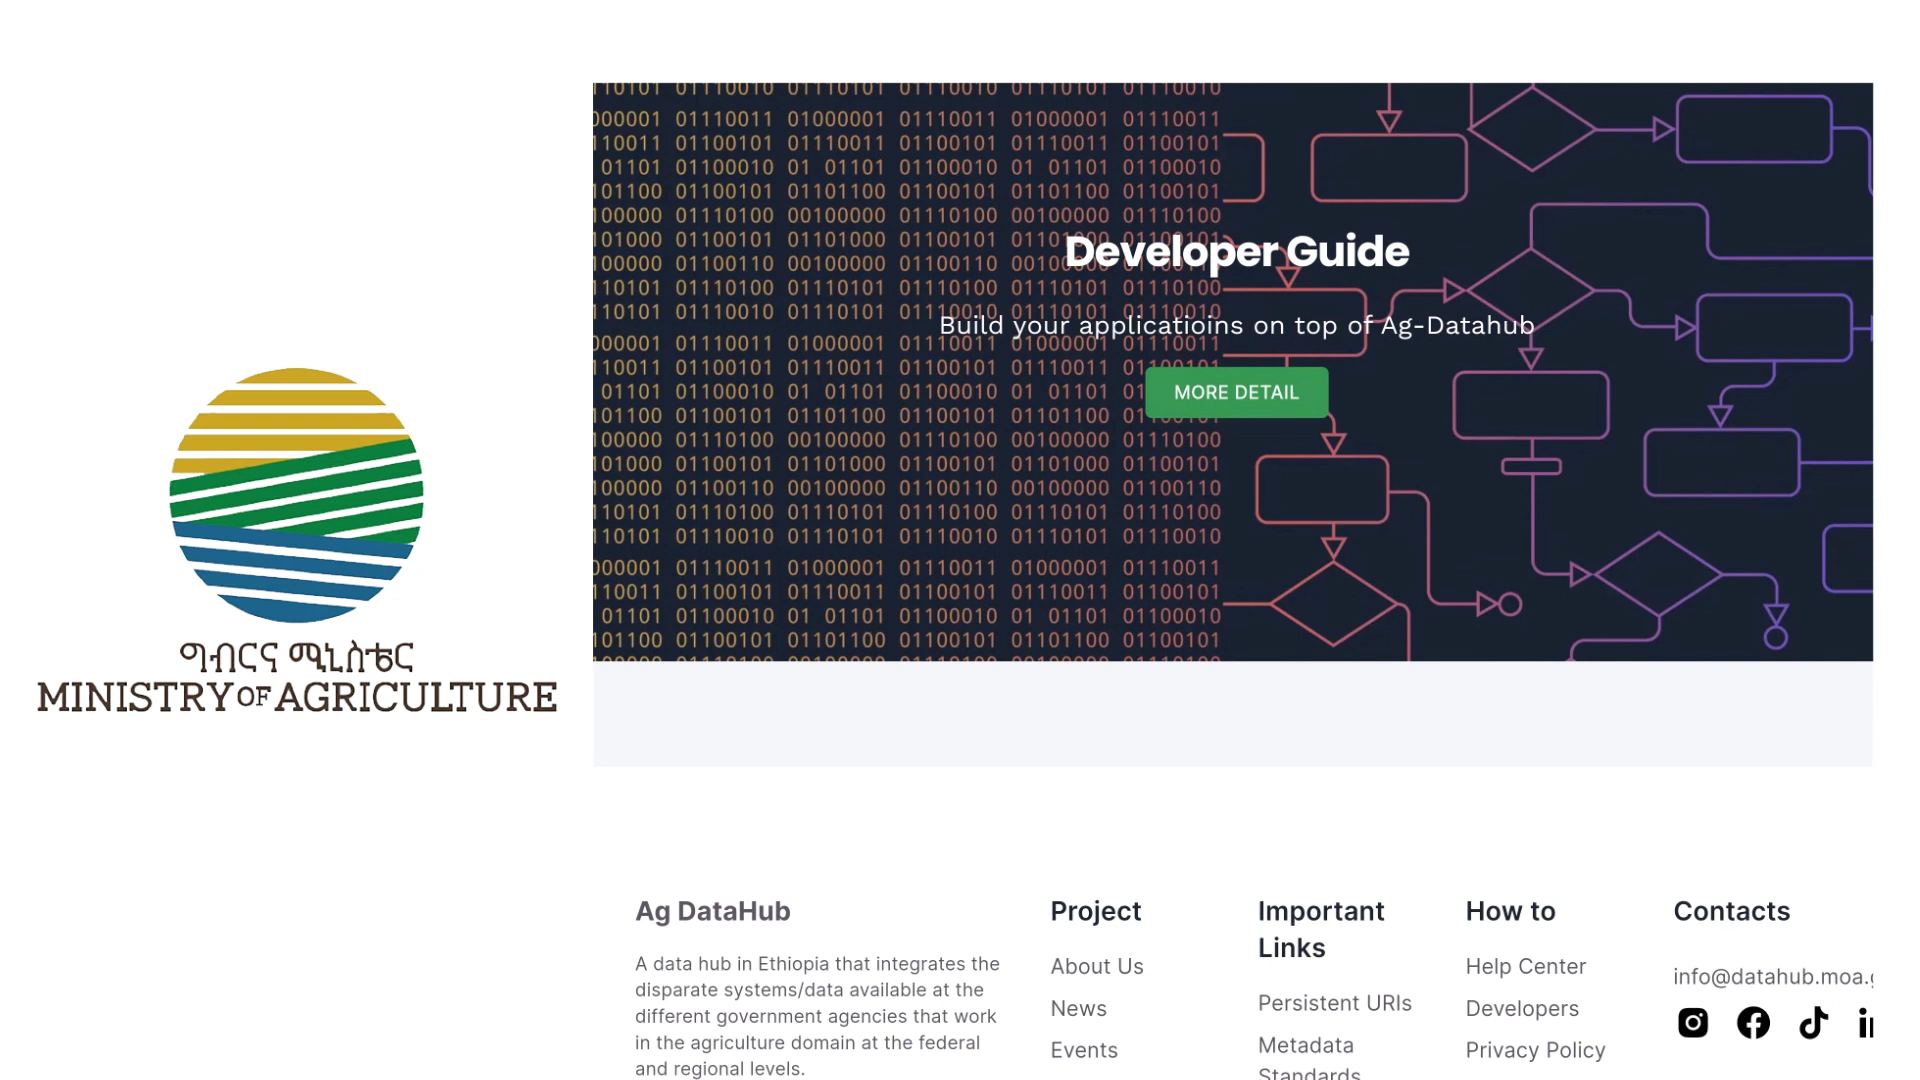 ግብርና ሚኒስቴር
MINISTRY OF AGRICULTURE
Developer Guide
Build your applicatioins on top of Ag-Datahub
MORE DETAIL
Ag DataHub
A data hub in Ethiopia that integrates the
disparate systems/data available at the
different government agencies that work
in the agriculture domain at the federal
and regional levels.
Project
About Us
News
Events
Important
Links
Persistent URIs
Metadata
Standards
How to
Help Center
Developers
Privacy Policy
Contacts
info@datahub.moa.g